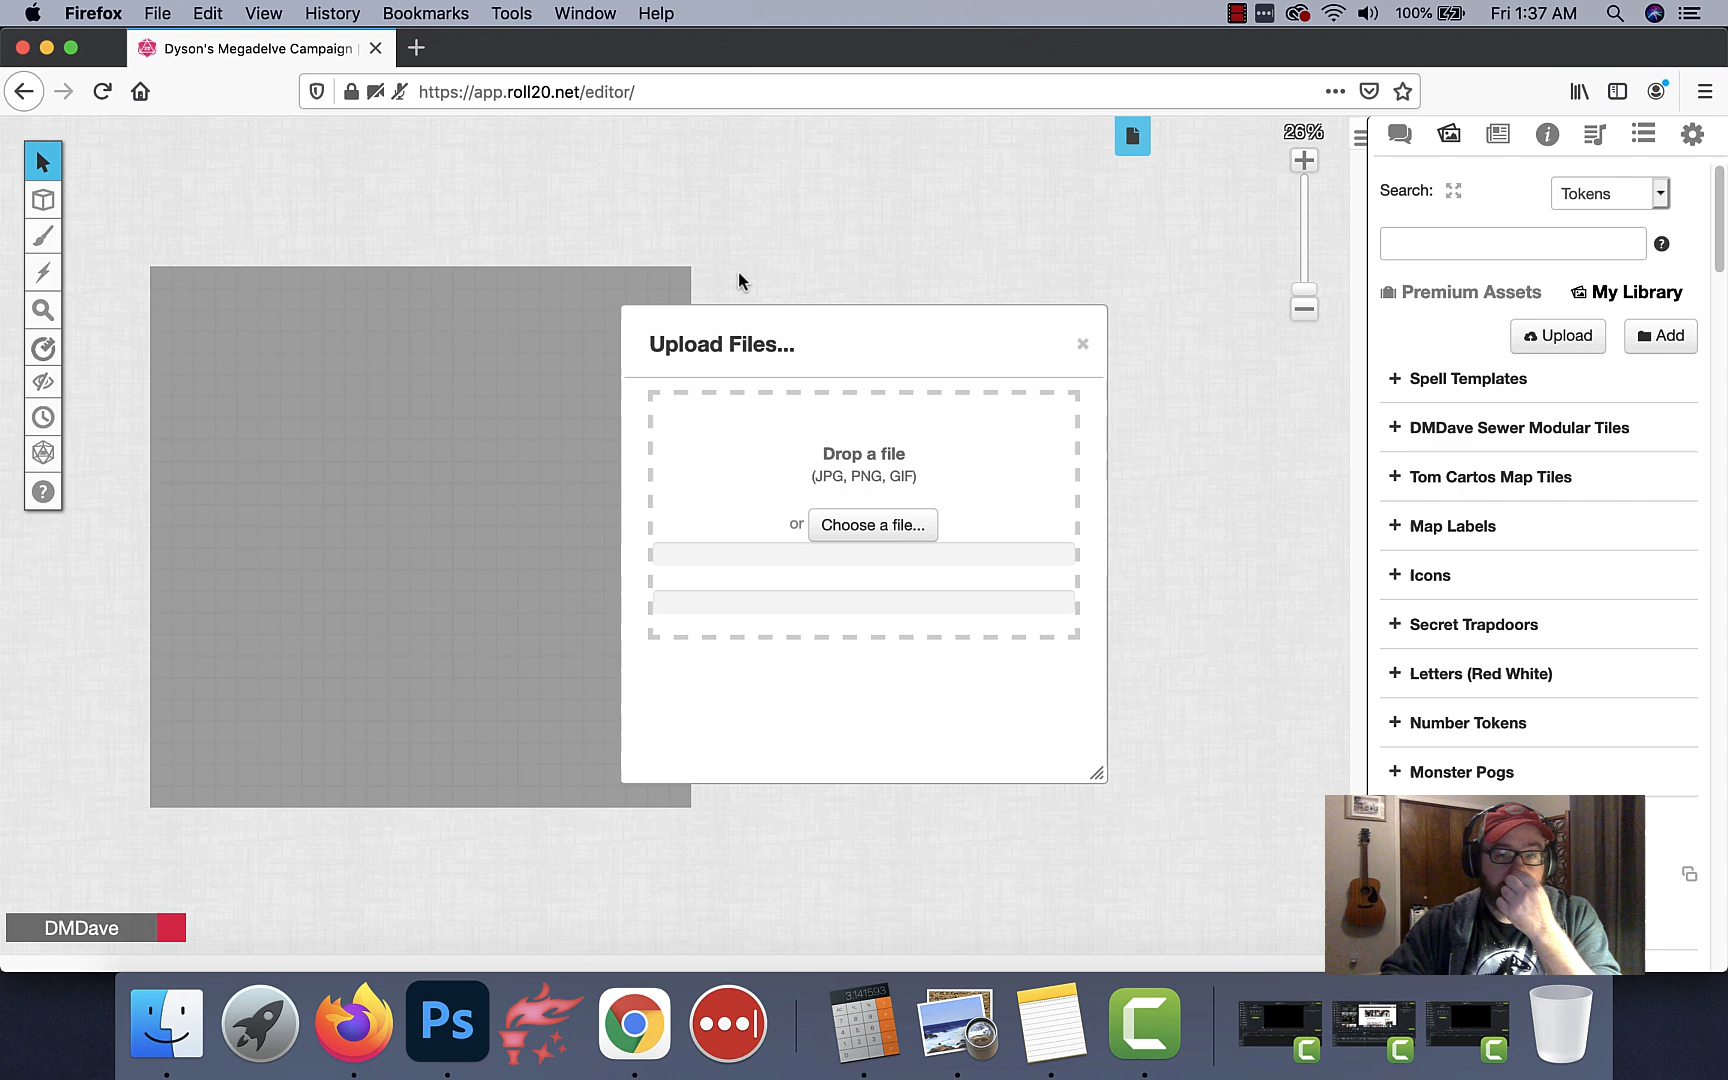 Firefox File Edit View History Bookmarks Tools Window Help 100% Fri 1:37 AM
Dyson's Megadelve Campaign |
https://app.roll20.net/editor/
26%
Search: Tokens
Premium Assets My Library
Upload Add
Spell Templates
DMDave Sewer Modular Tiles
Tom Cartos Map Tiles
Map Labels
Icons
Secret Trapdoors
Letters (Red White)
Number Tokens
Monster Pogs
Upload Files...
Drop a file
(JPG, PNG, GIF)
or Choose a file...
DMDave
Ps
3.141593